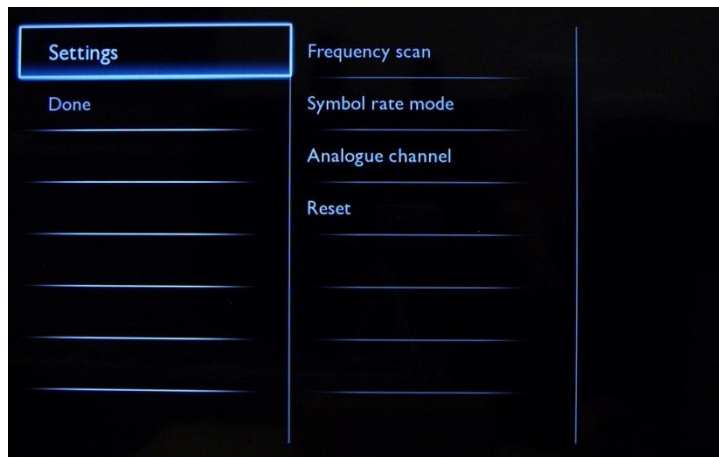 Settings
Done
Frequency scan
Symbol rate mode
Analogue channel
Reset